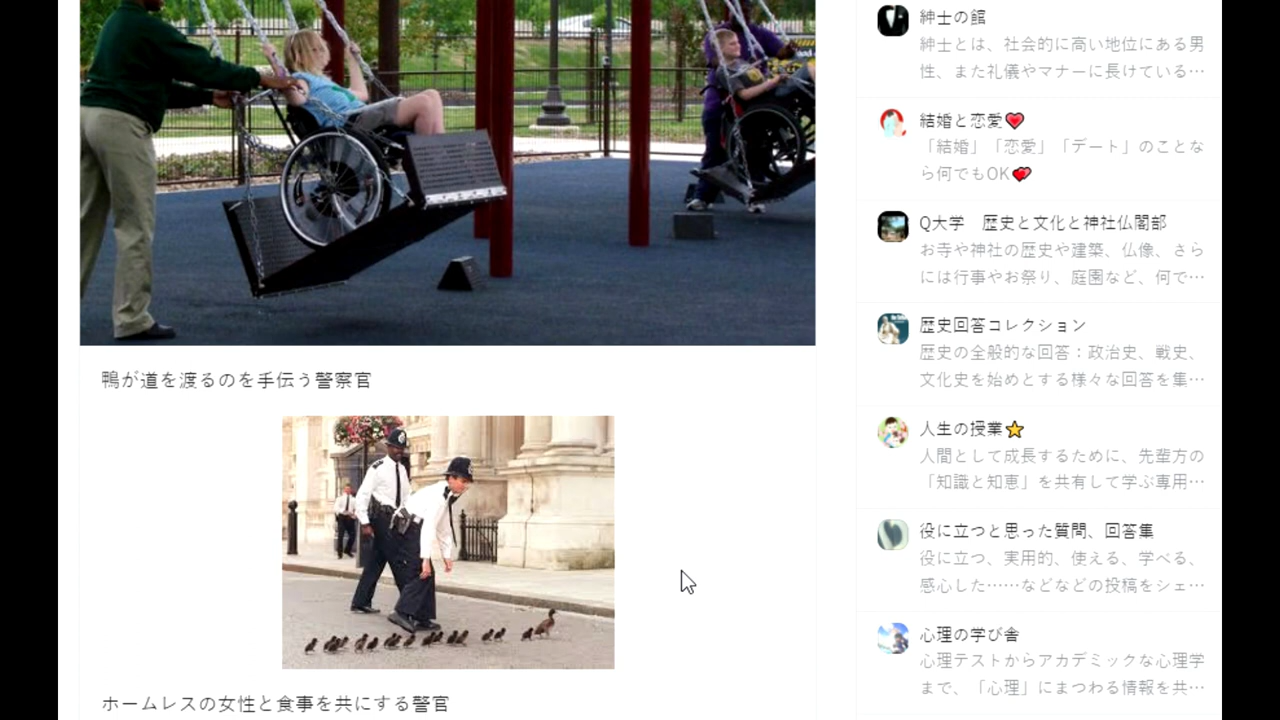 鴨が道を渡るのを手伝う警察官
ホームレスの女性と食事を共にする警官
紳士の館
紳士とは、社会的に高い地位にある男
性、また礼儀やマナーに長けている…
結婚と恋愛❤
「結婚」「恋愛」「デート」のことな
ら何でもOK💕
Q大学　歴史と文化と神社仏閣部
お寺や神社の歴史や建築、仏像、さら
には行事やお祭り、庭園など、何で…
歴史回答コレクション
歴史の全般的な回答：政治史、戦史、
文化史を始めとする様々な回答を集…
人生の授業⭐
人間として成長するために、先輩方の
「知識と知恵」を共有して学ぶ専用…
役に立つと思った質問、回答集
役に立つ、実用的、使える、学べる、
感心した……などなどの投稿をシェ…
心理の学び舎
心理テストからアカデミックな心理学
まで、「心理」にまつわる情報を共…